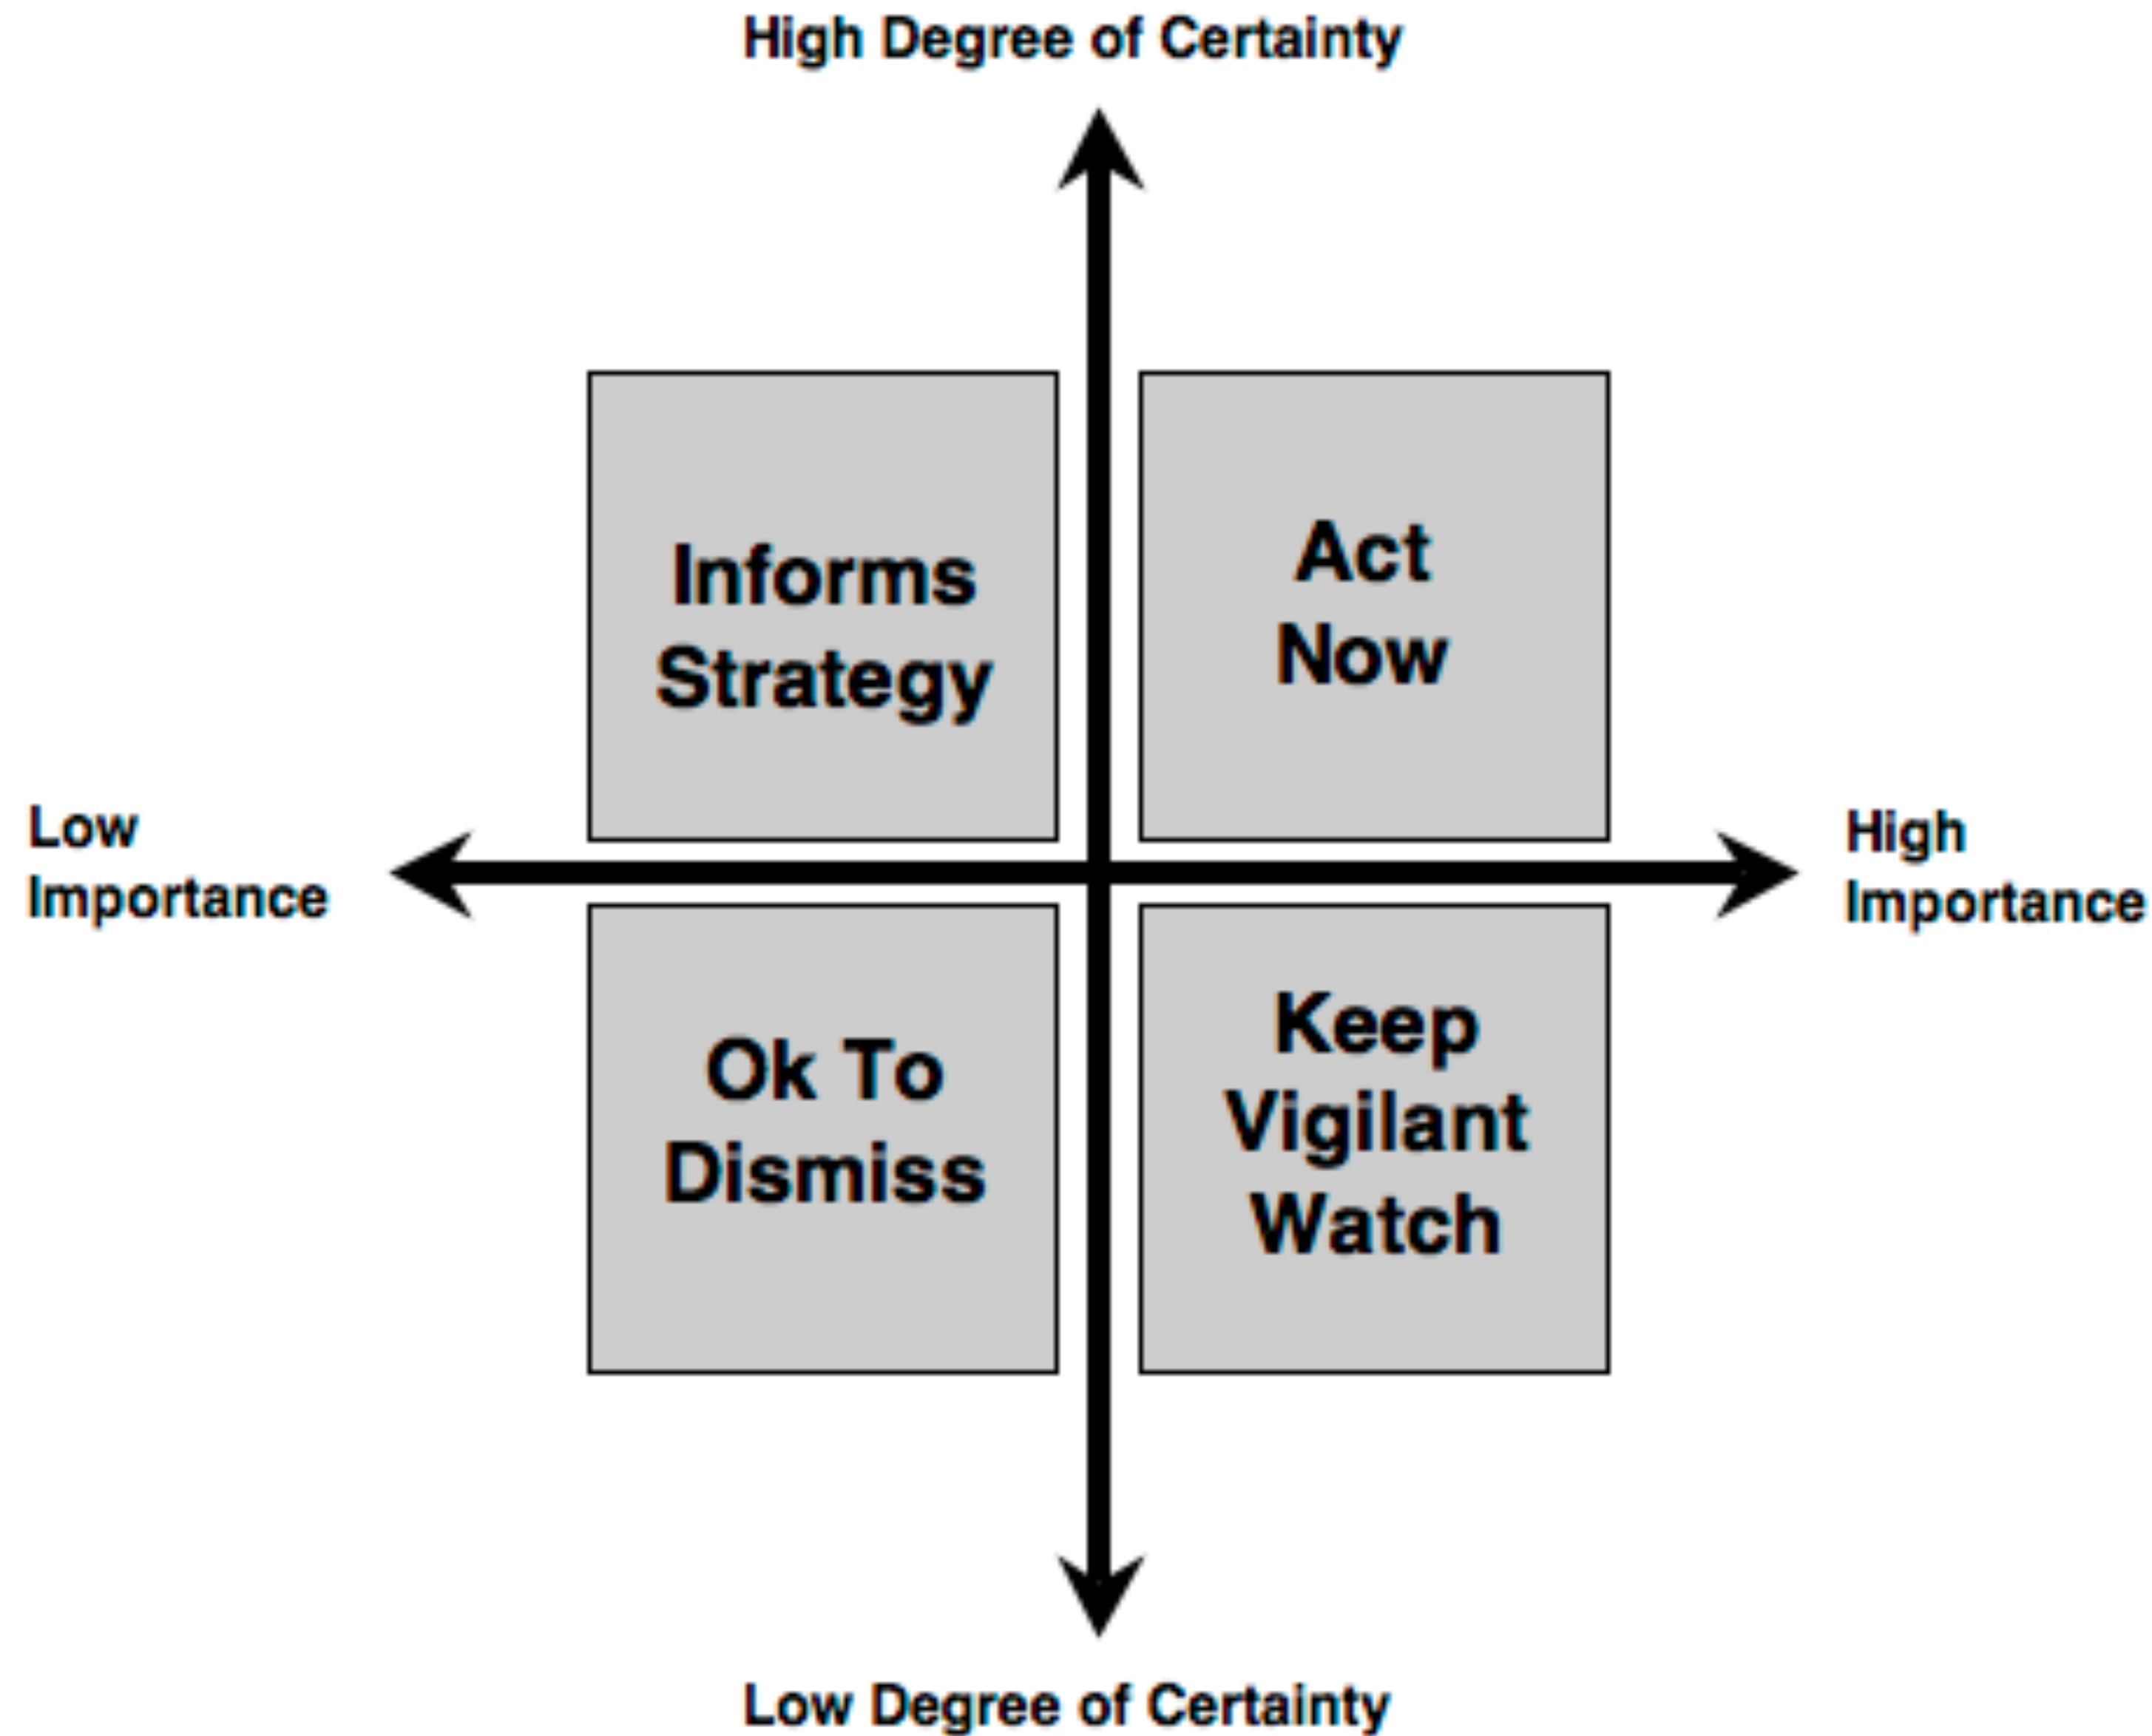 High Degree of Certainty
Informs
Strategy
Act
Now
Low
Importance
High
Importance
Ok To
Dismiss
Keep
Vigilant
Watch
Low Degree of Certainty